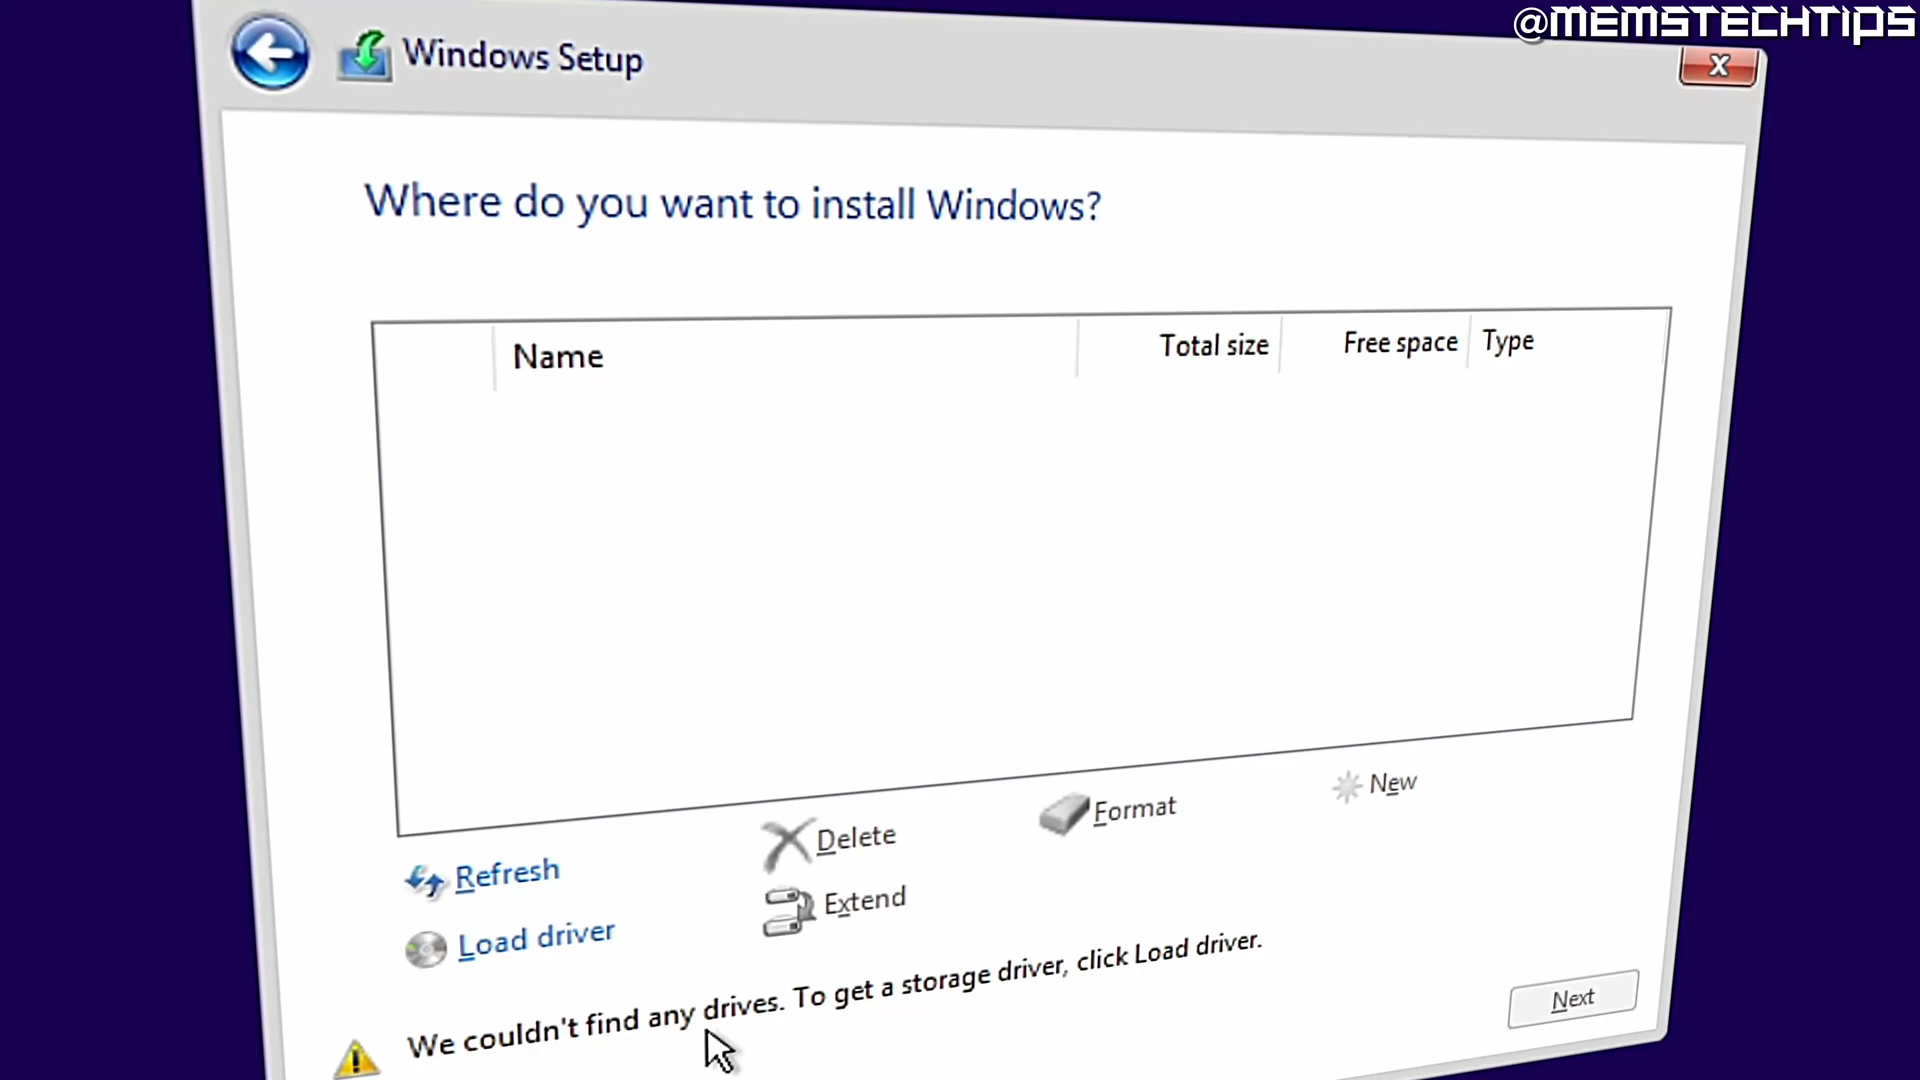 @MEMSTECHTIPS
Windows Setup
x
Where do you want to install Windows?
Name Total size Free space Type
Refresh Delete Format New
Load driver Extend
We couldn't find any drives. To get a storage driver, click Load driver.
Next